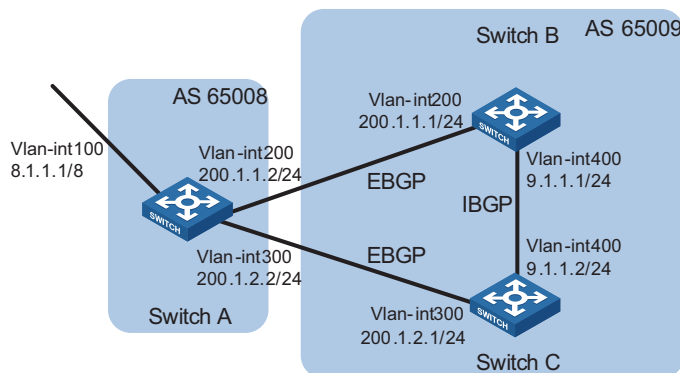 Switch B
AS 65009
AS 65008
Vlan-int200
200.1.1.1/24
SWITCH
Vlan-int100
8.1.1.1/8
Vlan-int200
200.1.1.2/24
EBGP
Vlan-int400
9.1.1.1/24
SWITCH
IBGP
Vlan-int300
200.1.2.2/24
EBGP
Vlan-int400
9.1.1.2/24
Switch A
Vlan-int300
200.1.2.1/24
SWITCH
Switch C